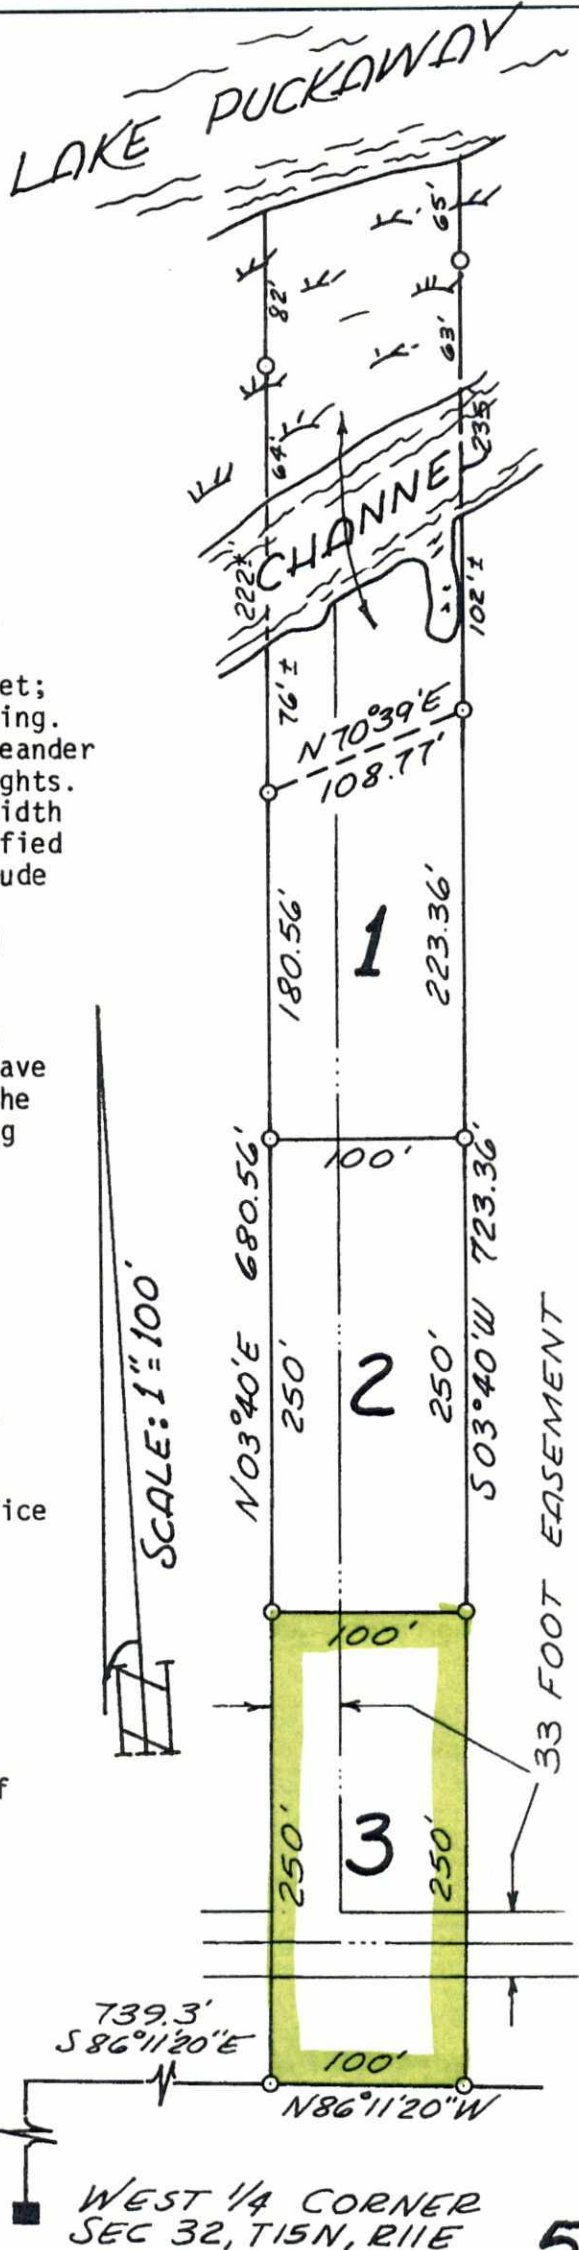 LAKE PUCKAWAY
65'
82'
63'
64'
235
CHANNE
222'±
102'±
76'±
et;
ing.
eander
ghts.
idth
fied
ude
N70°39'E
108.77'
180.56'
1
223.36'
ave
he
g
100'
N03°40'E 680.56'
S03°40'W 723.36'
SCALE: 1"=100'
250'
2
250'
ice
33 FOOT EASEMENT
100'
f
250'
3
250'
739.3'
S86°11'20"E
100'
N86°11'20"W
WEST 1/4 CORNER
SEC 32, T15N, R11E
5